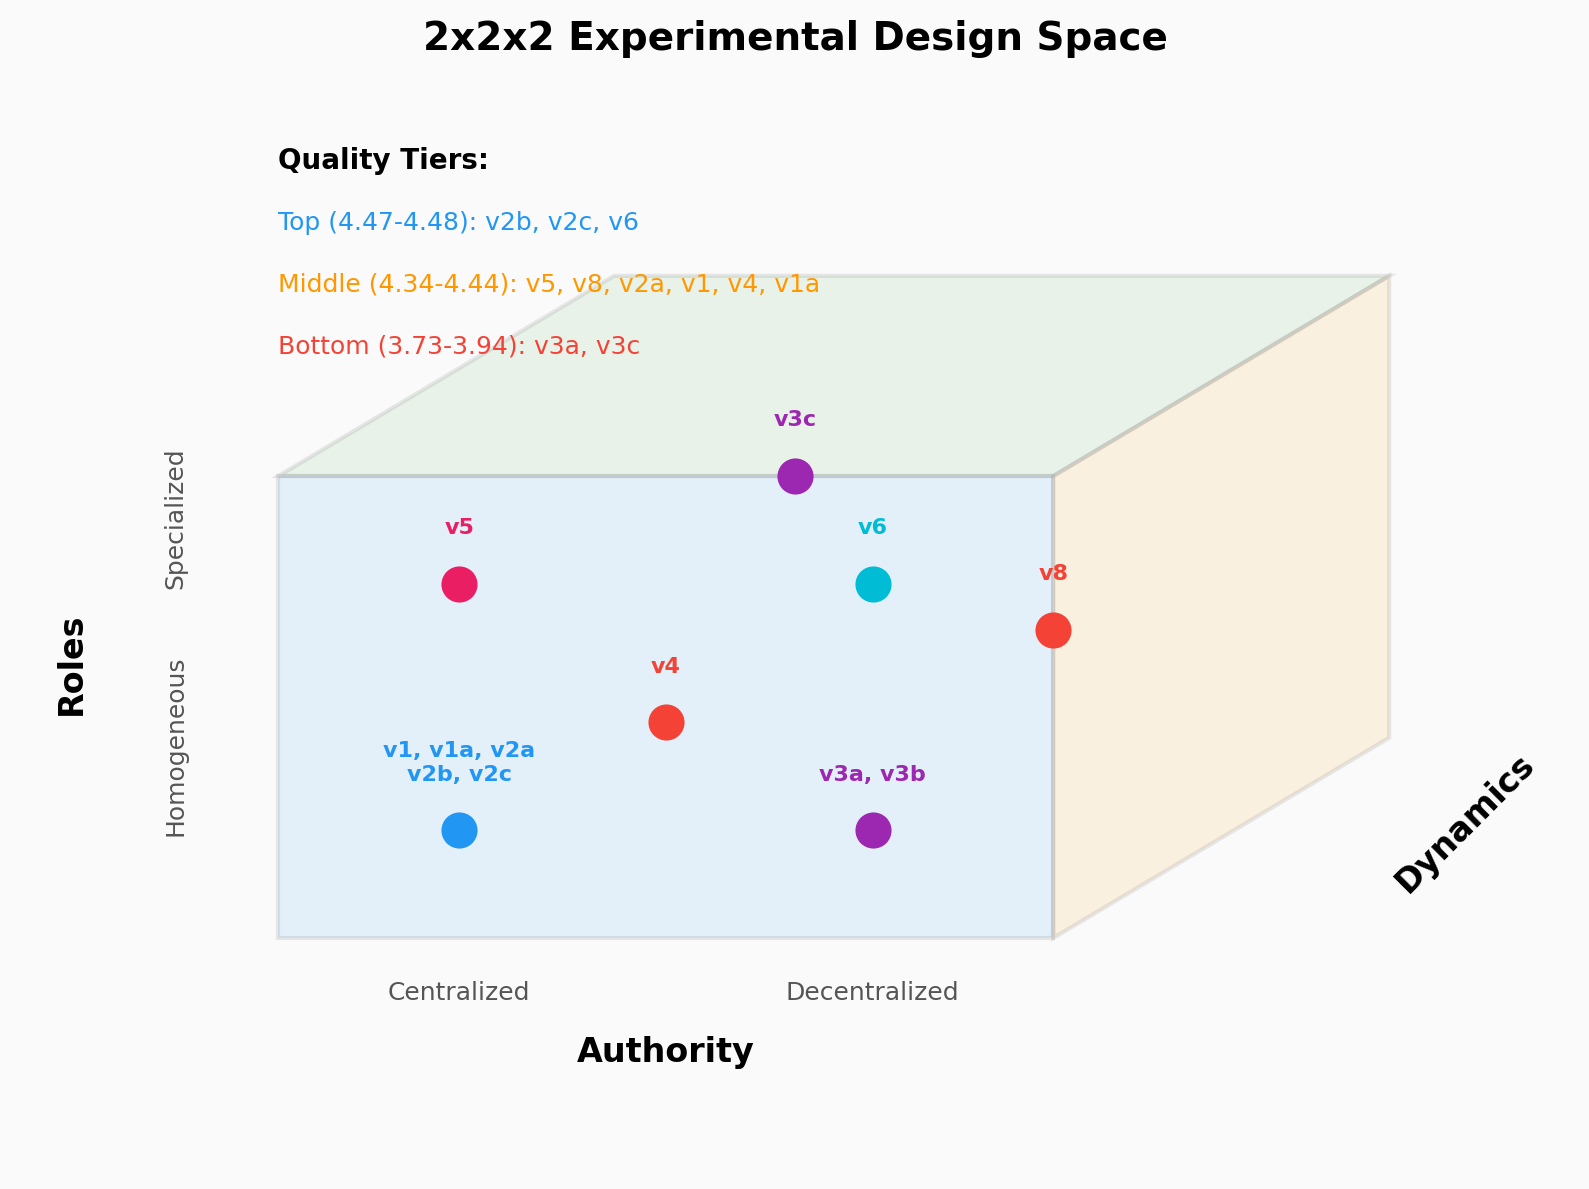 2x2x2 Experimental Design Space
Quality Tiers:
Top (4.47-4.48): v2b, v2c, v6
Middle (4.34-4.44): v5, v8, v2a, v1, v4, v1a
Bottom (3.73-3.94): v3a, v3c
v3c
v5
v6
v8
v4
v1, v1a, v2a
v2b, v2c
v3a, v3b
Specialized
Homogeneous
Roles
Centralized
Decentralized
Authority
Dynamics